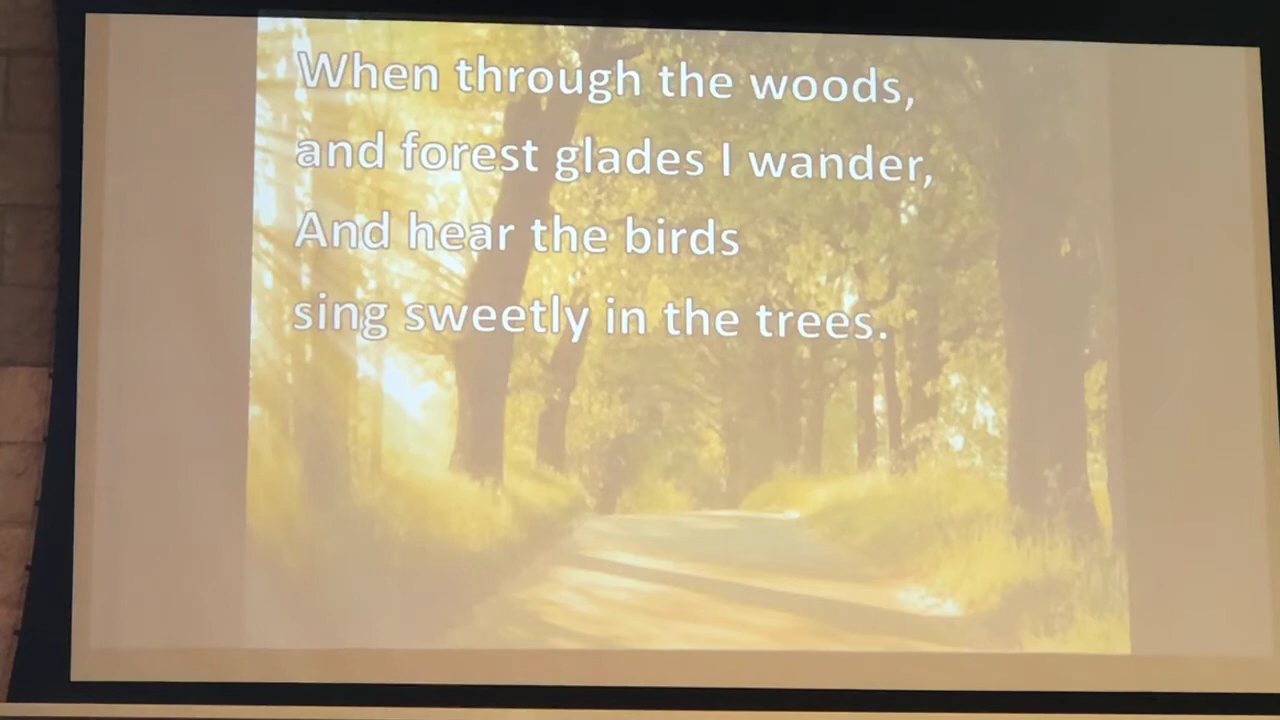 When through the woods,
and forest glades I wander,
And hear the birds
sing sweetly in the trees.